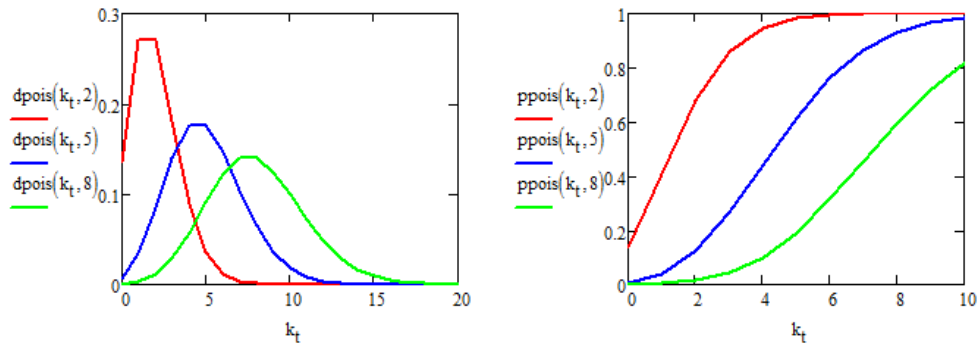 0.3
0.2
0.1
0
dpois(k_t,2)
dpois(k_t,5)
dpois(k_t,8)
0 5 10 15 20
k_t
1
0.8
0.6
0.4
0.2
0
ppois(k_t,2)
ppois(k_t,5)
ppois(k_t,8)
0 2 4 6 8 10
k_t